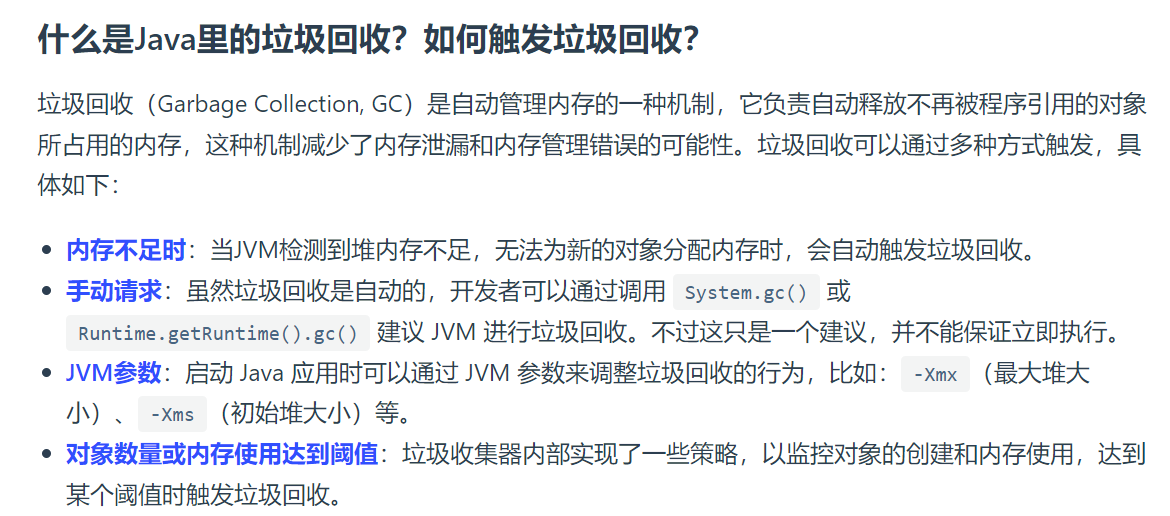 什么是Java里的垃圾回收？如何触发垃圾回收？
垃圾回收（Garbage Collection, GC）是自动管理内存的一种机制，它负责自动释放不再被程序引用的对象
所占用的内存，这种机制减少了内存泄漏和内存管理错误的可能性。垃圾回收可以通过多种方式触发，具
体如下：
• 内存不足时：当JVM检测到堆内存不足，无法为新的对象分配内存时，会自动触发垃圾回收。
• 手动请求：虽然垃圾回收是自动的，开发者可以通过调用 System.gc() 或
Runtime.getRuntime().gc() 建议 JVM 进行垃圾回收。不过这只是一个建议，并不能保证立即执行。
• JVM参数：启动 Java 应用时可以通过 JVM 参数来调整垃圾回收的行为，比如： -Xmx （最大堆大
小）、 -Xms （初始堆大小）等。
• 对象数量或内存使用达到阈值：垃圾收集器内部实现了一些策略，以监控对象的创建和内存使用，达到
某个阈值时触发垃圾回收。